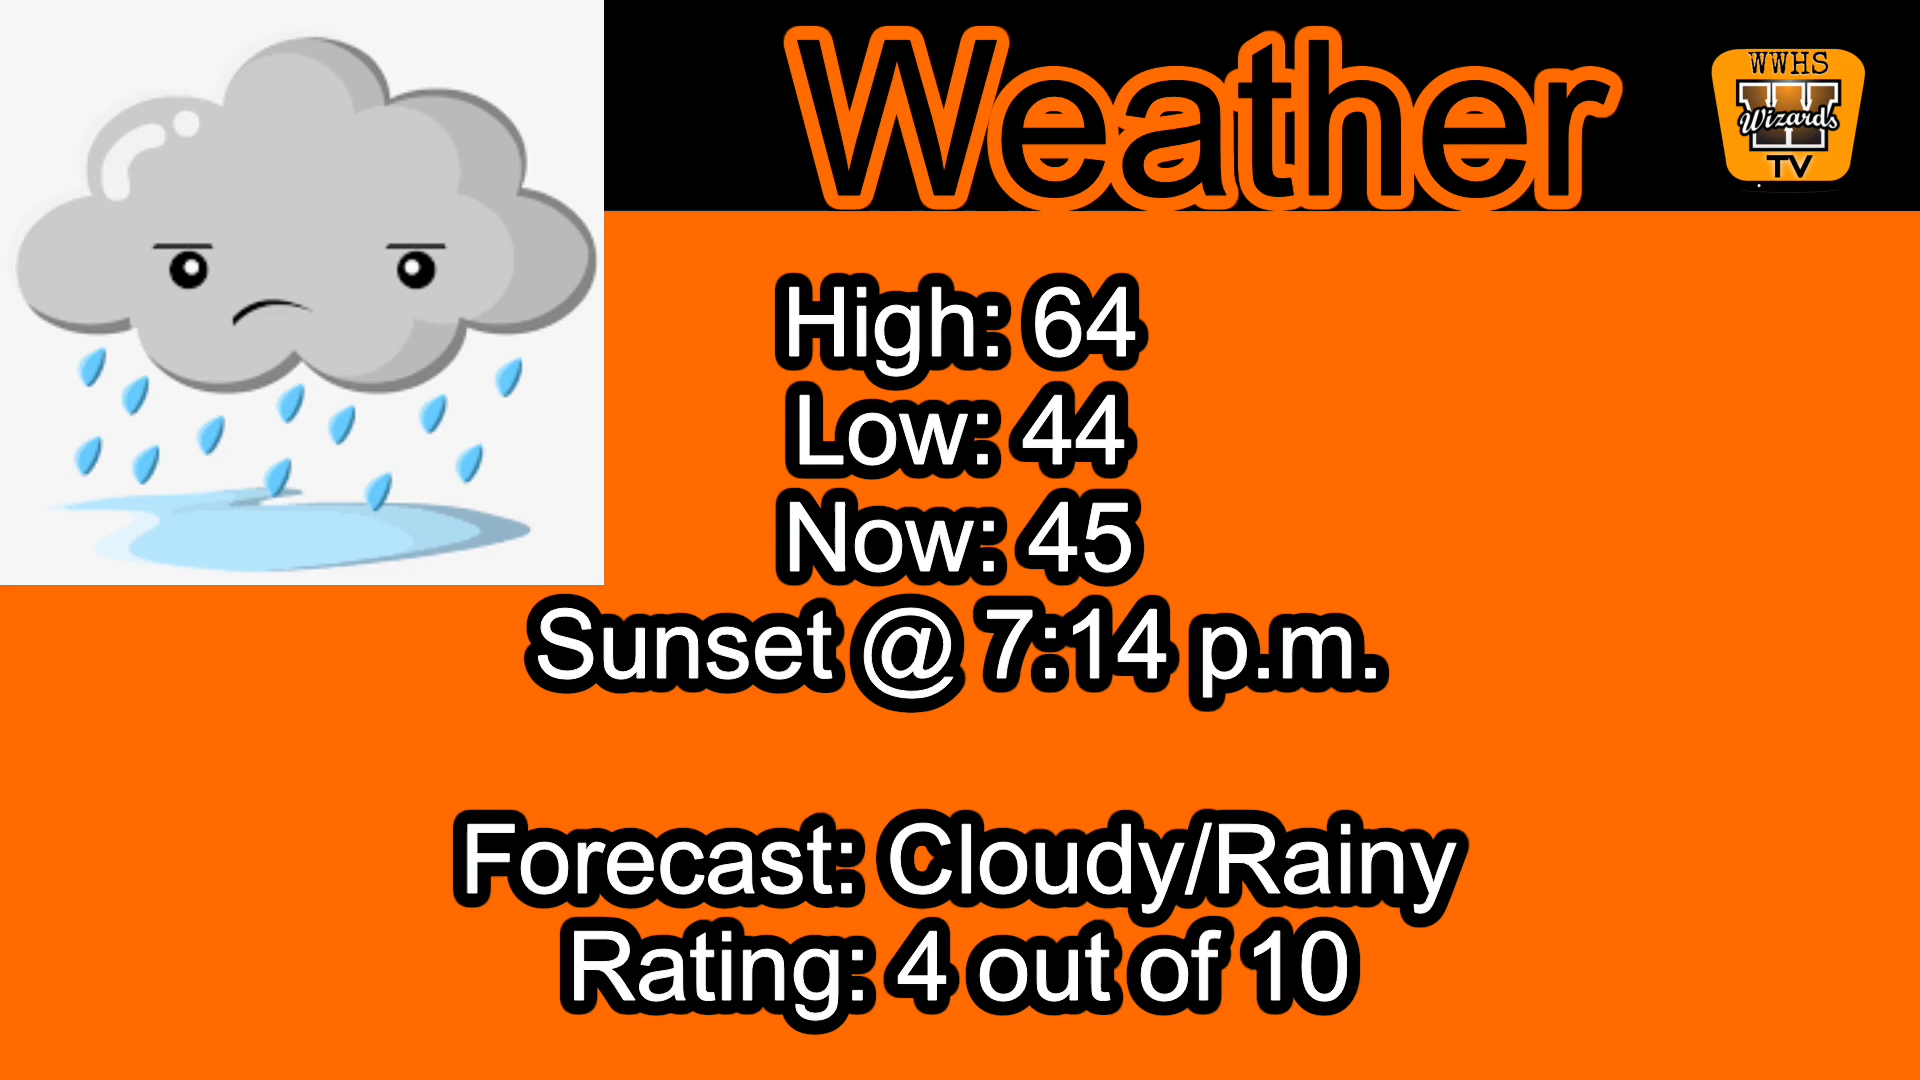 Weather
WWHS
W
Wizards
TV
High: 64
Low: 44
Now: 45
Sunset @ 7:14 p.m.
Forecast: Cloudy/Rainy
Rating: 4 out of 10